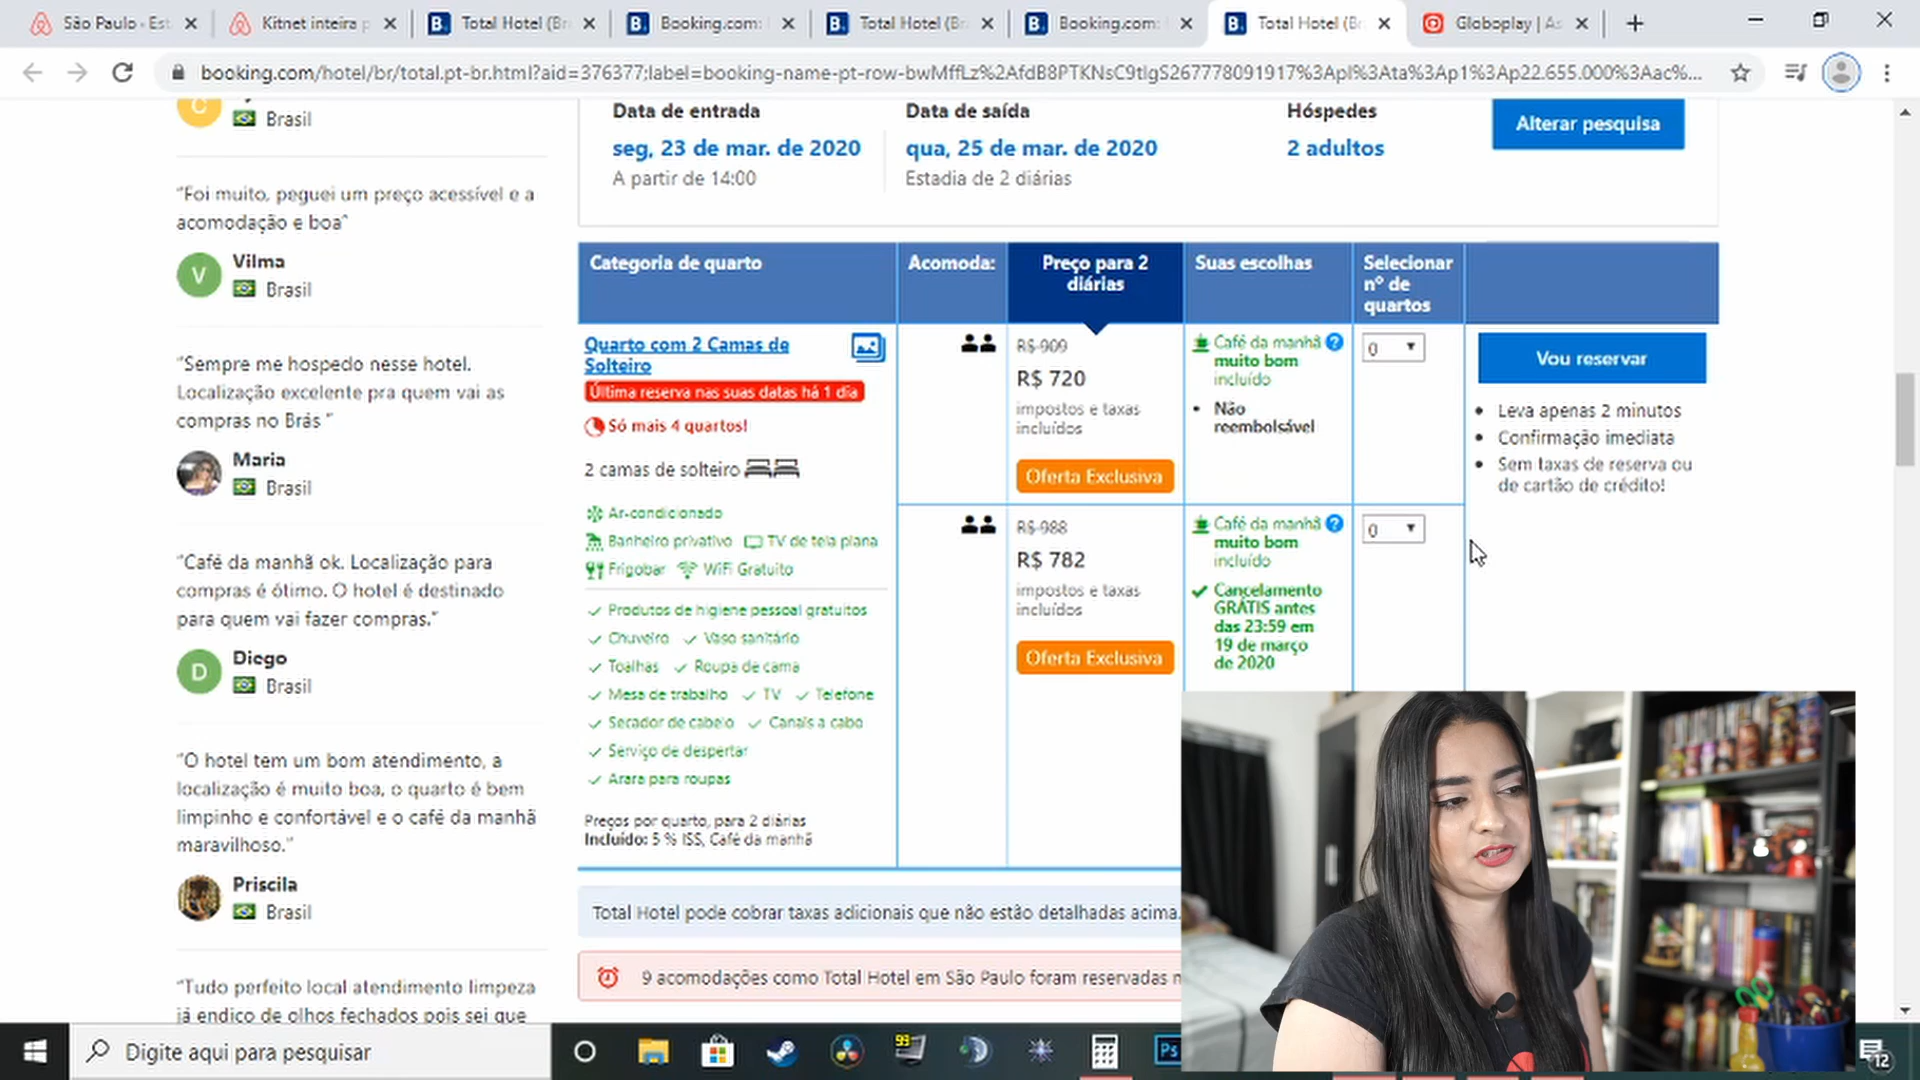 São Paulo · Est
Kitnet inteira p
Total Hotel (Br
Booking.com:
Total Hotel (B
Booking.com:
Total Hotel (Br
Globoplay | As
booking.com/hotel/br/total.pt-br.html?aid=376377;label=booking-name-pt-row-bwMffLz%2AfdB8PTKNsC9tIgS267778091917%3Apl%3Ata%3Ap1%3Ap22.655.000%3Aac%...
C
Brasil
“Foi muito, peguei um preço acessível e a
acomodação e boa”
V
Vilma
Brasil
“Sempre me hospedo nesse hotel.
Localização excelente pra quem vai as
compras no Brás ”
Maria
Brasil
“Café da manhã ok. Localização para
compras é ótimo. O hotel é destinado
para quem vai fazer compras.”
D
Diego
Brasil
“O hotel tem um bom atendimento, a
localização é muito boa, o quarto é bem
limpinho e confortável e o café da manhã
maravilhoso.”
Priscila
Brasil
“Tudo perfeito local atendimento limpeza
já endico de olhos fechados pois sei que
Data de entrada
seg, 23 de mar. de 2020
A partir de 14:00
Data de saída
qua, 25 de mar. de 2020
Estadia de 2 diárias
Hóspedes
2 adultos
Alterar pesquisa
Categoria de quarto
Acomoda:
Preço para 2
diárias
Suas escolhas
Selecionar
nº de
quartos
Quarto com 2 Camas de
Solteiro
Última reserva nas suas datas há 1 dia
Só mais 4 quartos!
2 camas de solteiro
Ar-condicionado
Banheiro privativo TV de tela plana
Frigobar WiFi Gratuito
Produtos de higiene pessoal gratuitos
Chuveiro Vaso sanitário
Toalhas Roupa de cama
Mesa de trabalho TV Telefone
Secador de cabelo Canais a cabo
Serviço de despertar
Arara para roupas
Preços por quarto, para 2 diárias
Incluído: 5 % ISS, Café da manhã
R$ 909
R$ 720
impostos e taxas
incluídos
Oferta Exclusiva
Café da manhã ?
muito bom
incluído
• Não
reembolsável
0
Vou reservar
• Leva apenas 2 minutos
• Confirmação imediata
• Sem taxas de reserva ou
de cartão de crédito!
R$ 988
R$ 782
impostos e taxas
incluídos
Oferta Exclusiva
Café da manhã ?
muito bom
incluído
Cancelamento
GRÁTIS antes
das 23:59 em
19 de março
de 2020
0
Total Hotel pode cobrar taxas adicionais que não estão detalhadas acima.
9 acomodações como Total Hotel em São Paulo foram reservadas
Digite aqui para pesquisar
99
Ps
12